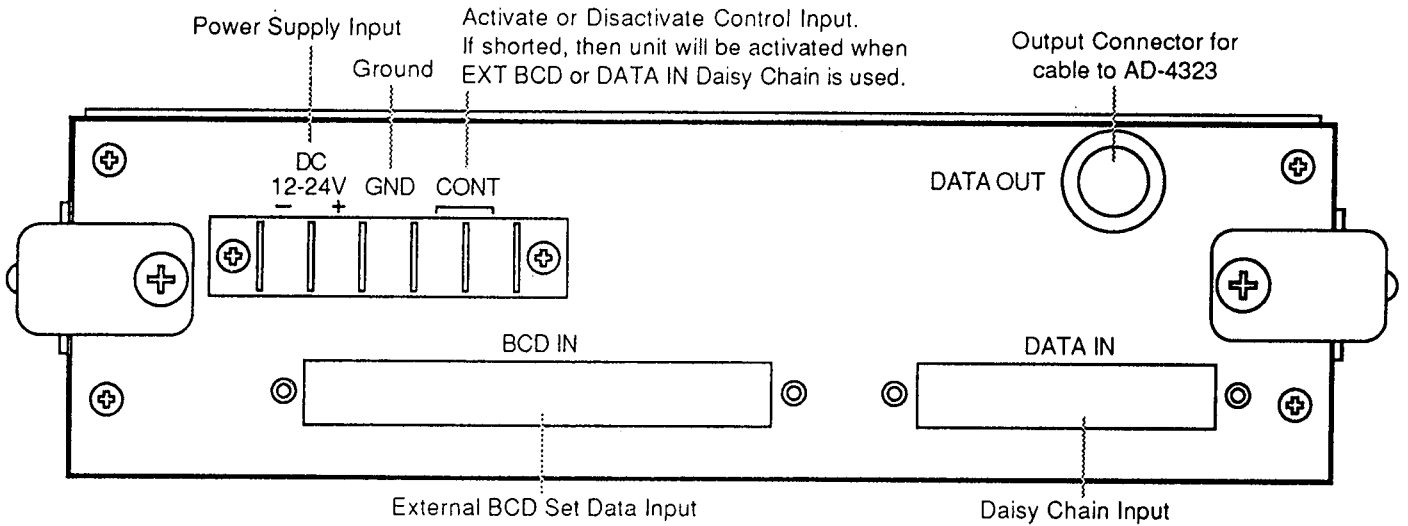 Power Supply Input
Ground
Activate or Disactivate Control Input.
If shorted, then unit will be activated when
EXT BCD or DATA IN Daisy Chain is used.
Output Connector for
cable to AD-4323
DC
12-24V GND CONT
− +
DATA OUT
BCD IN
DATA IN
External BCD Set Data Input
Daisy Chain Input